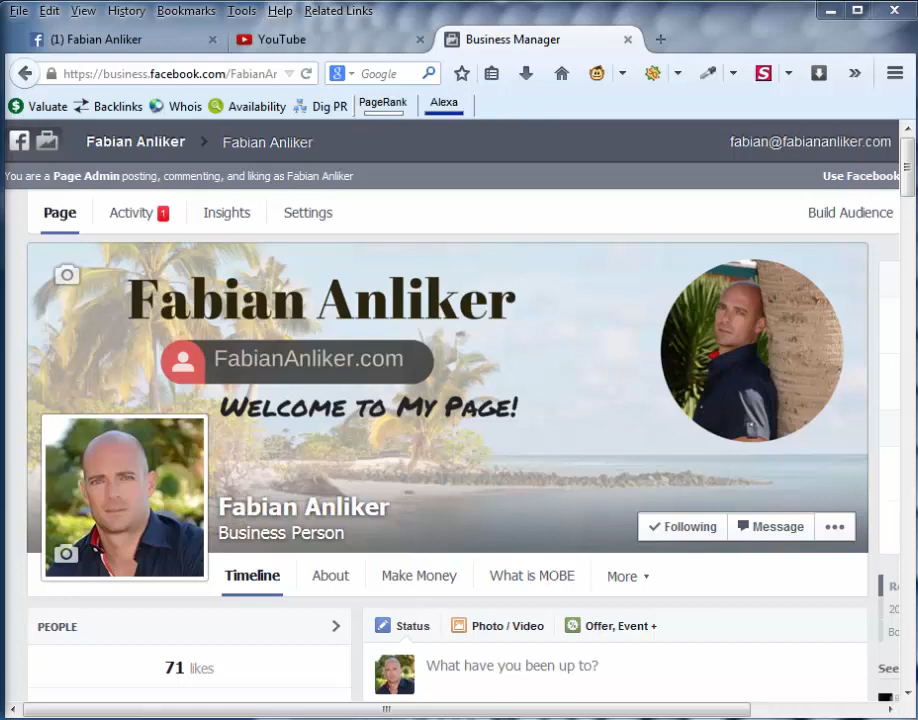 File Edit View History Bookmarks Tools Help Related Links
(1) Fabian Anliker YouTube Business Manager
https://business.facebook.com/FabianAr Google
Valuate Backlinks Whois Availability Dig PR PageRank Alexa
Fabian Anliker Fabian Anliker fabian@fabiananliker.com
You are a Page Admin posting, commenting, and liking as Fabian Anliker Use Facebook
Page Activity 1 Insights Settings Build Audience
Fabian Anliker
FabianAnliker.com
Welcome to My Page!
Fabian Anliker
Business Person
Following Message
Timeline About Make Money What is MOBE More
PEOPLE
71 likes
Status Photo / Video Offer, Event +
What have you been up to?
See